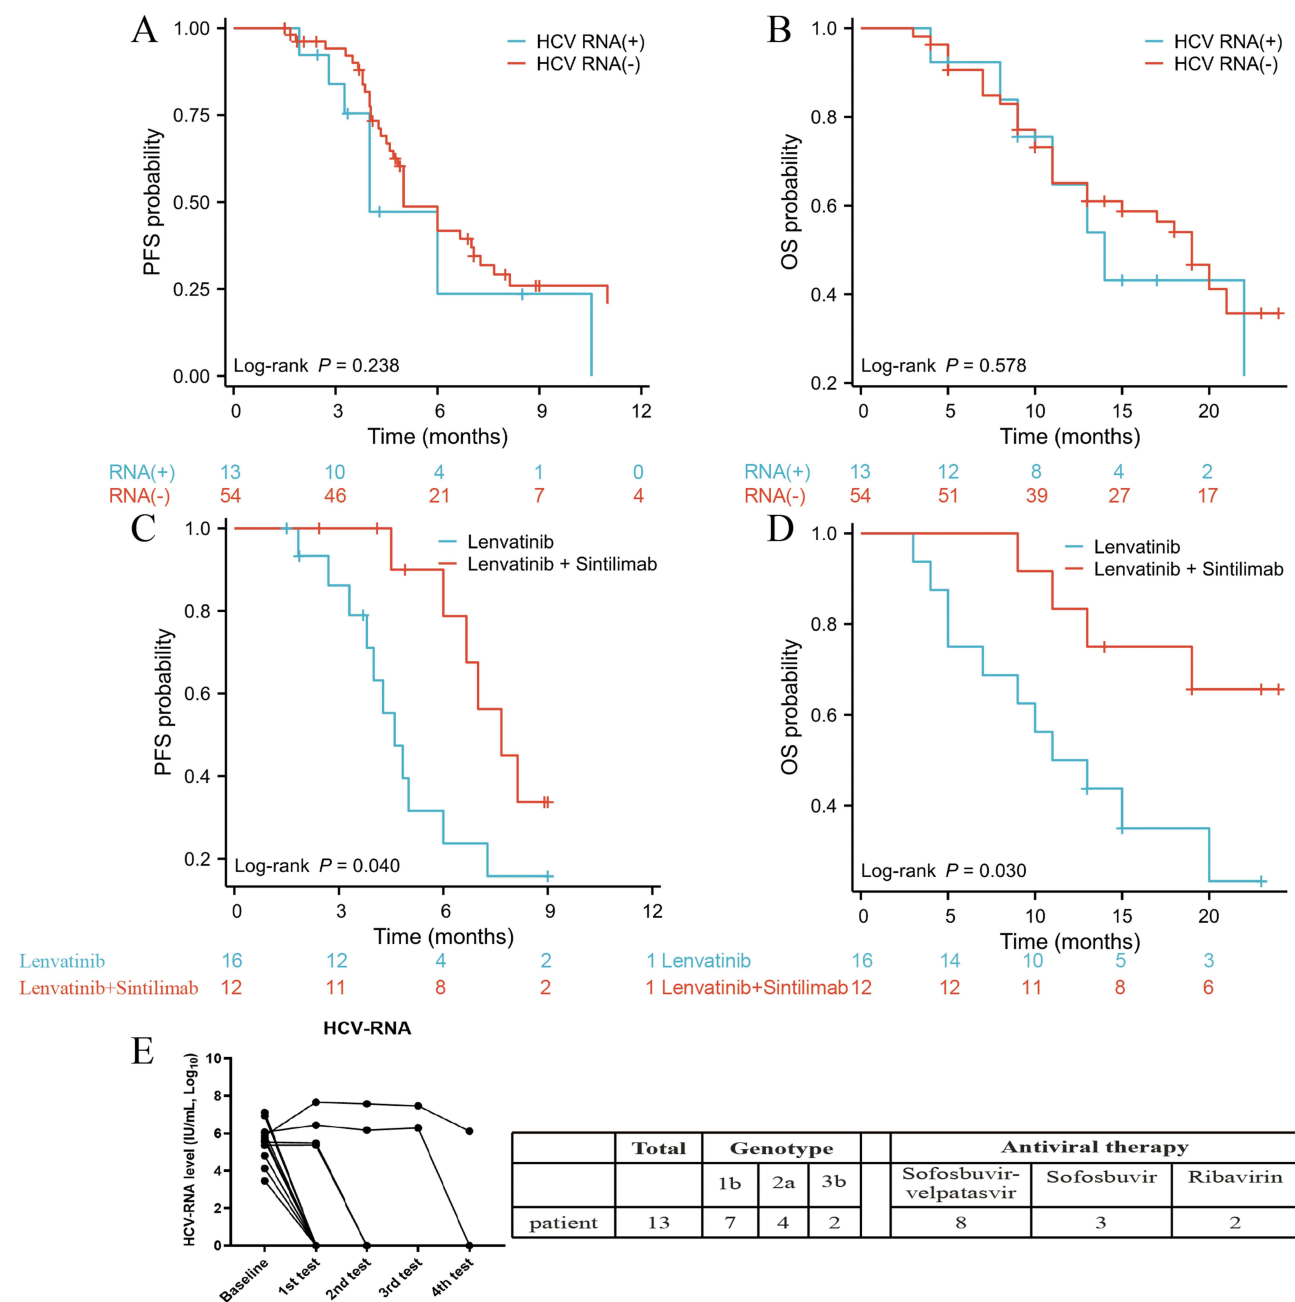 A
B
1.00
0.75
0.50
0.25
0.00
PFS probability
HCV RNA(+)
HCV RNA(-)
Log-rank P = 0.238
0 3 6 9 12
Time (months)
RNA(+) 13 10 4 1 0
RNA(-) 54 46 21 7 4
1.0
0.8
0.6
0.4
0.2
OS probability
HCV RNA(+)
HCV RNA(-)
Log-rank P = 0.578
0 5 10 15 20
Time (months)
RNA(+) 13 12 8 4 2
RNA(-) 54 51 39 27 17
C
D
1.0
0.8
0.6
0.4
0.2
PFS probability
Lenvatinib
Lenvatinib + Sintilimab
Log-rank P = 0.040
0 3 6 9 12
Time (months)
Lenvatinib 16 12 4 2 1
Lenvatinib+Sintilimab 12 11 8 2 1
1.0
0.8
0.6
0.4
OS probability
Lenvatinib
Lenvatinib + Sintilimab
Log-rank P = 0.030
0 5 10 15 20
Time (months)
Lenvatinib 16 14 10 5 3
Lenvatinib+Sintilimab 12 12 11 8 6
E
HCV-RNA
HCV-RNA level (IU/mL, Log10)
10
8
6
4
2
0
Baseline 1st test 2nd test 3rd test 4th test
Total Genotype Antiviral therapy
1b 2a 3b Sofosbuvir-velpatasvir Sofosbuvir Ribavirin
patient 13 7 4 2 8 3 2